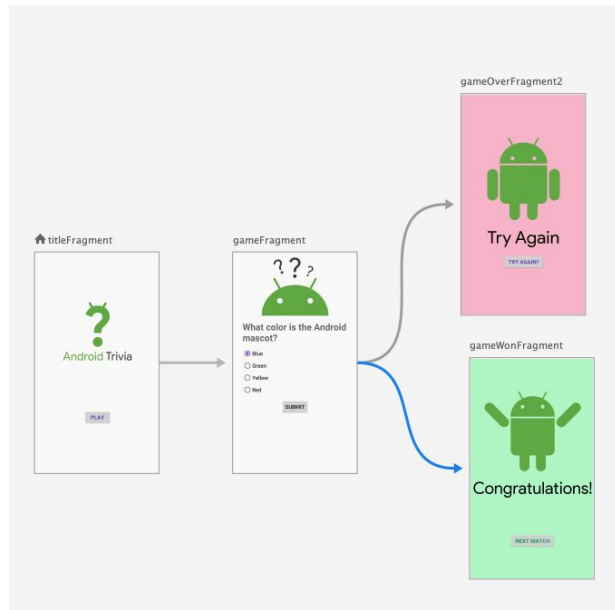 titleFragment
Android Trivia
PLAY
gameFragment
? ? ?
What color is the Android
mascot?
Blue
Green
Yellow
Red
SUBMIT
gameOverFragment2
Try Again
TRY AGAIN?
gameWonFragment
Congratulations!
NEXT MATCH